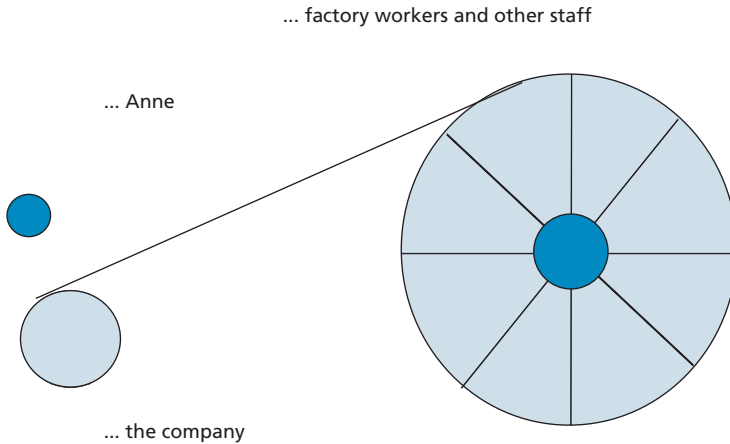 ... factory workers and other staff
... Anne
... the company